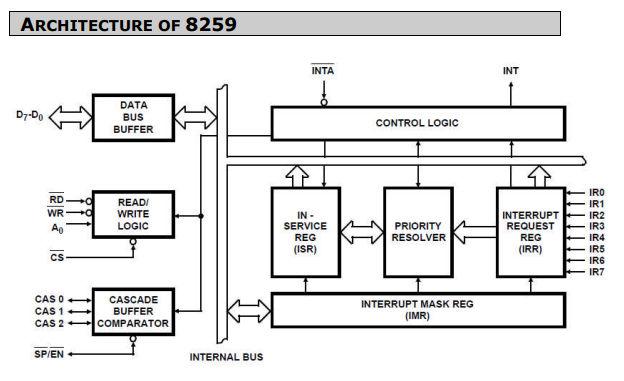 ARCHITECTURE OF 8259
INTA
INT
DATA
BUS
BUFFER
D7-D0
CONTROL LOGIC
RD
WR
A0
CS
READ/
WRITE
LOGIC
IN -
SERVICE
REG
(ISR)
PRIORITY
RESOLVER
INTERRUPT
REQUEST
REG
(IRR)
IR0
IR1
IR2
IR3
IR4
IR5
IR6
IR7
CAS 0
CAS 1
CAS 2
CASCADE
BUFFER
COMPARATOR
INTERRUPT MASK REG
(IMR)
SP/EN
INTERNAL BUS